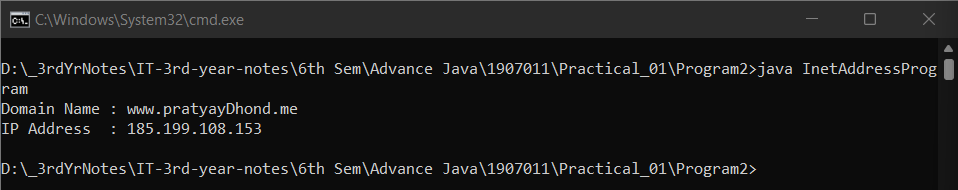 C:\Windows\System32\cmd.exe
D:\_3rdYrNotes\IT-3rd-year-notes\6th Sem\Advance Java\1907011\Practical_01\Program2>java InetAddressProg
ram
Domain Name : www.pratyayDhond.me
IP Address  : 185.199.108.153
D:\_3rdYrNotes\IT-3rd-year-notes\6th Sem\Advance Java\1907011\Practical_01\Program2>